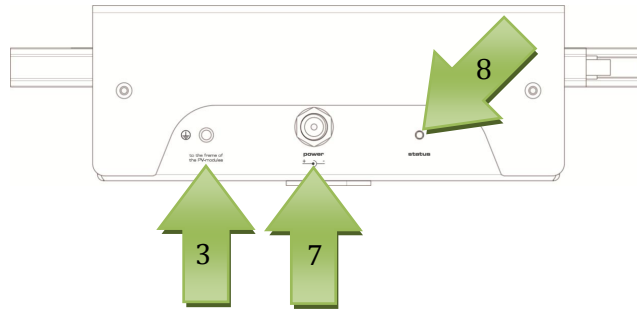 8
power
status
to the frame of
the PV-modules
3
7